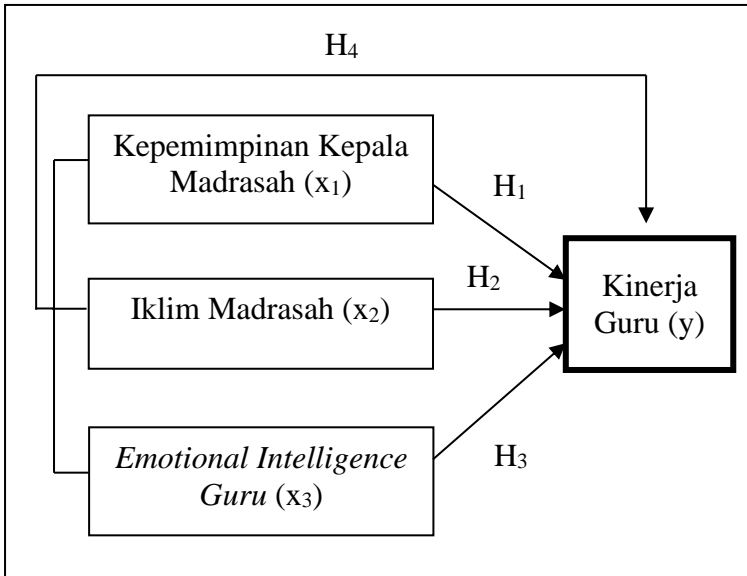 H₄
Kepemimpinan Kepala
Madrasah (x₁)
H₁
Iklim Madrasah (x₂)
H₂
Kinerja
Guru (y)
Emotional Intelligence
Guru (x₃)
H₃